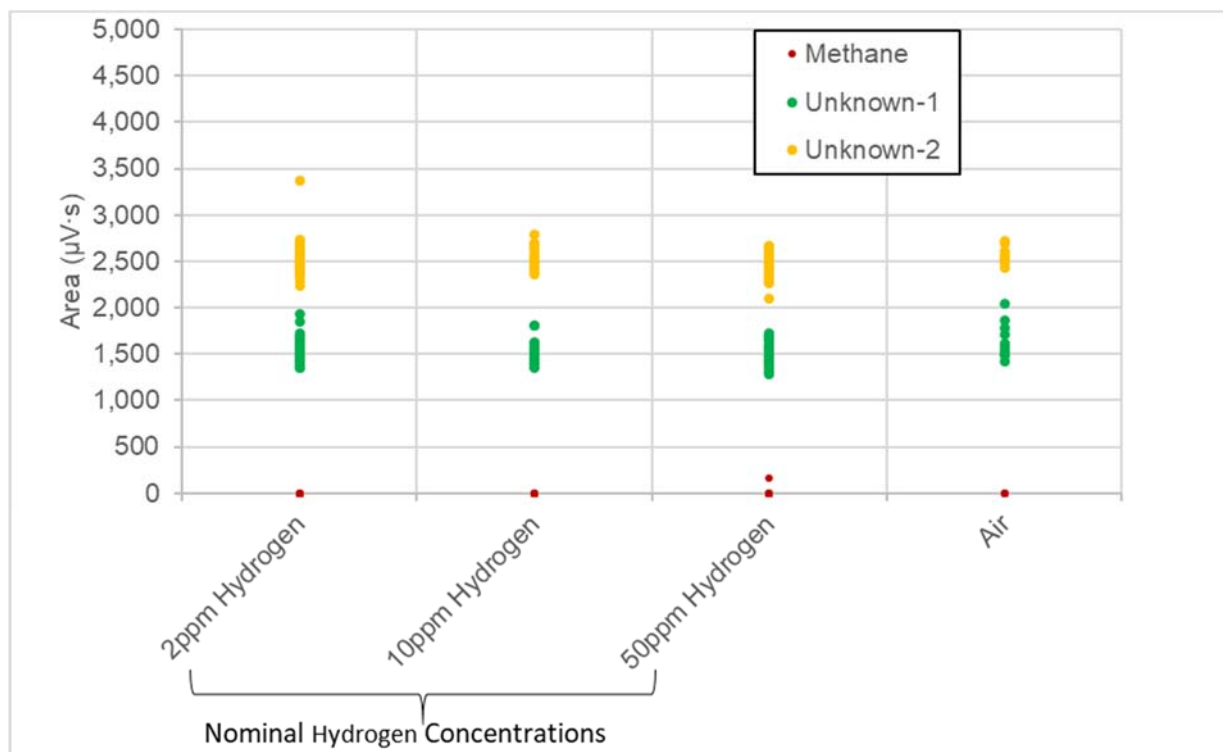 5,000
4,500
4,000
3,500
3,000
2,500
2,000
1,500
1,000
500
0
Area (µV·s)
Methane
Unknown-1
Unknown-2
2ppm Hydrogen
10ppm Hydrogen
50ppm Hydrogen
Air
Nominal Hydrogen Concentrations